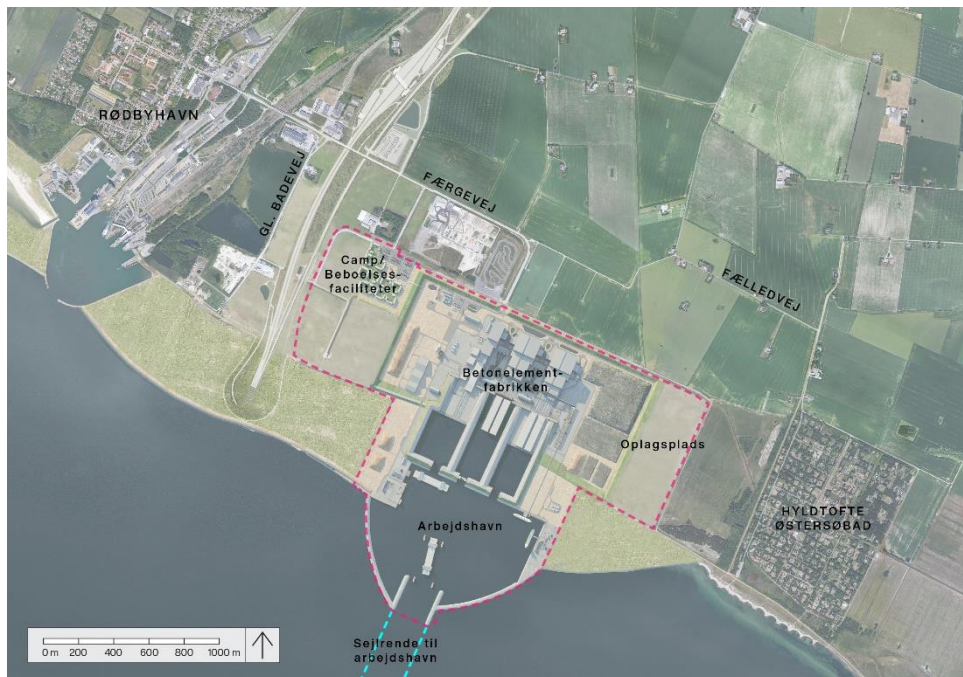 RØDBYHAVN
GL. BADEVEJ
FÆRGEVEJ
Camp/
Beboelses-
faciliteter
FÆLLEDVEJ
Betonelement-
fabrikken
Oplagsplads
HYLDTOFTE
ØSTERSØBAD
Arbejdshavn
Sejlrende til
arbejdshavn
0 m 200 400 600 800 1000 m